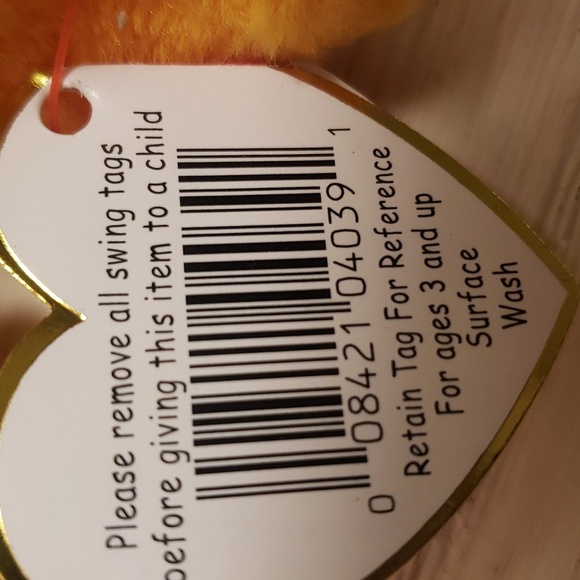 Please remove all swing tags
before giving this item to a child
0 08421 04039 1
Retain Tag For Reference
For ages 3 and up
Surface
Wash